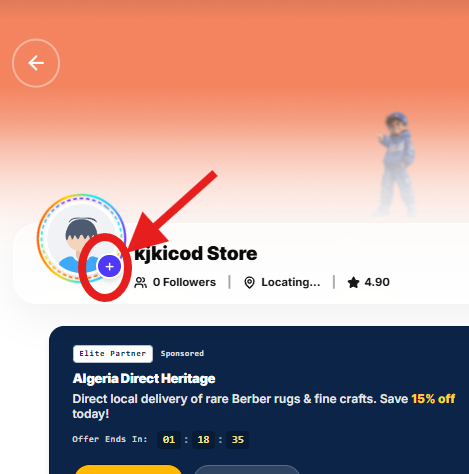 kjkicod Store
0 Followers | Locating... | 4.90
Elite Partner Sponsored
Algeria Direct Heritage
Direct local delivery of rare Berber rugs & fine crafts. Save 15% off
today!
Offer Ends In: 01 : 18 : 35